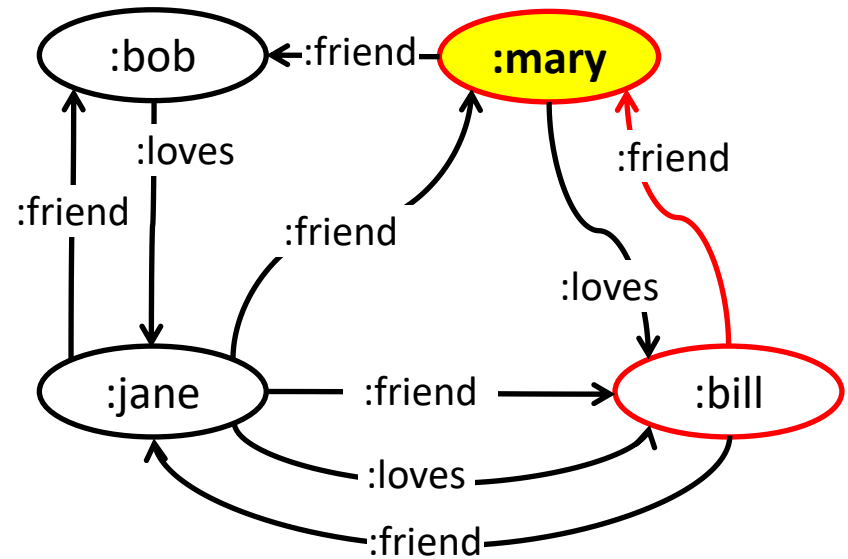 :bob
:friend
:mary
:loves
:friend
:friend
:friend
:loves
:jane
:friend
:bill
:loves
:friend